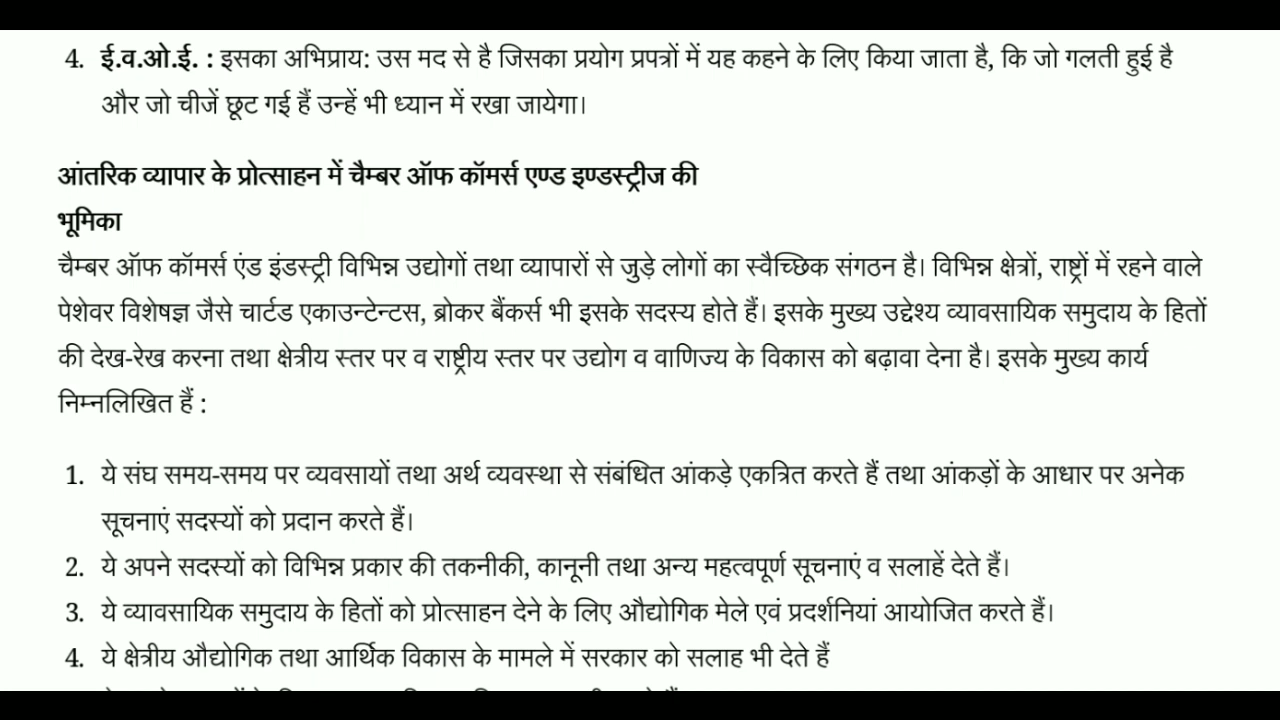 4. ई.व.ओ.ई. : इसका अभिप्राय: उस मद से है जिसका प्रयोग प्रपत्रों में यह कहने के लिए किया जाता है, कि जो गलती हुई है
और जो चीजें छूट गई हैं उन्हें भी ध्यान में रखा जायेगा।
आंतरिक व्यापार के प्रोत्साहन में चैम्बर ऑफ कॉमर्स एण्ड इण्डस्ट्रीज की
भूमिका
चैम्बर ऑफ कॉमर्स एंड इंडस्ट्री विभिन्न उद्योगों तथा व्यापारों से जुड़े लोगों का स्वैच्छिक संगठन है। विभिन्न क्षेत्रों, राष्ट्रों में रहने वाले
पेशेवर विशेषज्ञ जैसे चार्टड एकाउन्टेन्टस, ब्रोकर बैंकर्स भी इसके सदस्य होते हैं। इसके मुख्य उद्देश्य व्यावसायिक समुदाय के हितों
की देख-रेख करना तथा क्षेत्रीय स्तर पर व राष्ट्रीय स्तर पर उद्योग व वाणिज्य के विकास को बढ़ावा देना है। इसके मुख्य कार्य
निम्नलिखित हैं :
1. ये संघ समय-समय पर व्यवसायों तथा अर्थ व्यवस्था से संबंधित आंकड़े एकत्रित करते हैं तथा आंकड़ों के आधार पर अनेक
सूचनाएं सदस्यों को प्रदान करते हैं।
2. ये अपने सदस्यों को विभिन्न प्रकार की तकनीकी, कानूनी तथा अन्य महत्वपूर्ण सूचनाएं व सलाहें देते हैं।
3. ये व्यावसायिक समुदाय के हितों को प्रोत्साहन देने के लिए औद्योगिक मेले एवं प्रदर्शनियां आयोजित करते हैं।
4. ये क्षेत्रीय औद्योगिक तथा आर्थिक विकास के मामले में सरकार को सलाह भी देते हैं